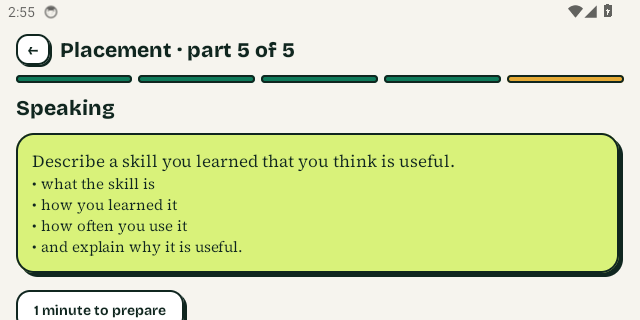 2:55
← Placement · part 5 of 5
Speaking
Describe a skill you learned that you think is useful.
• what the skill is
• how you learned it
• how often you use it
• and explain why it is useful.
1 minute to prepare